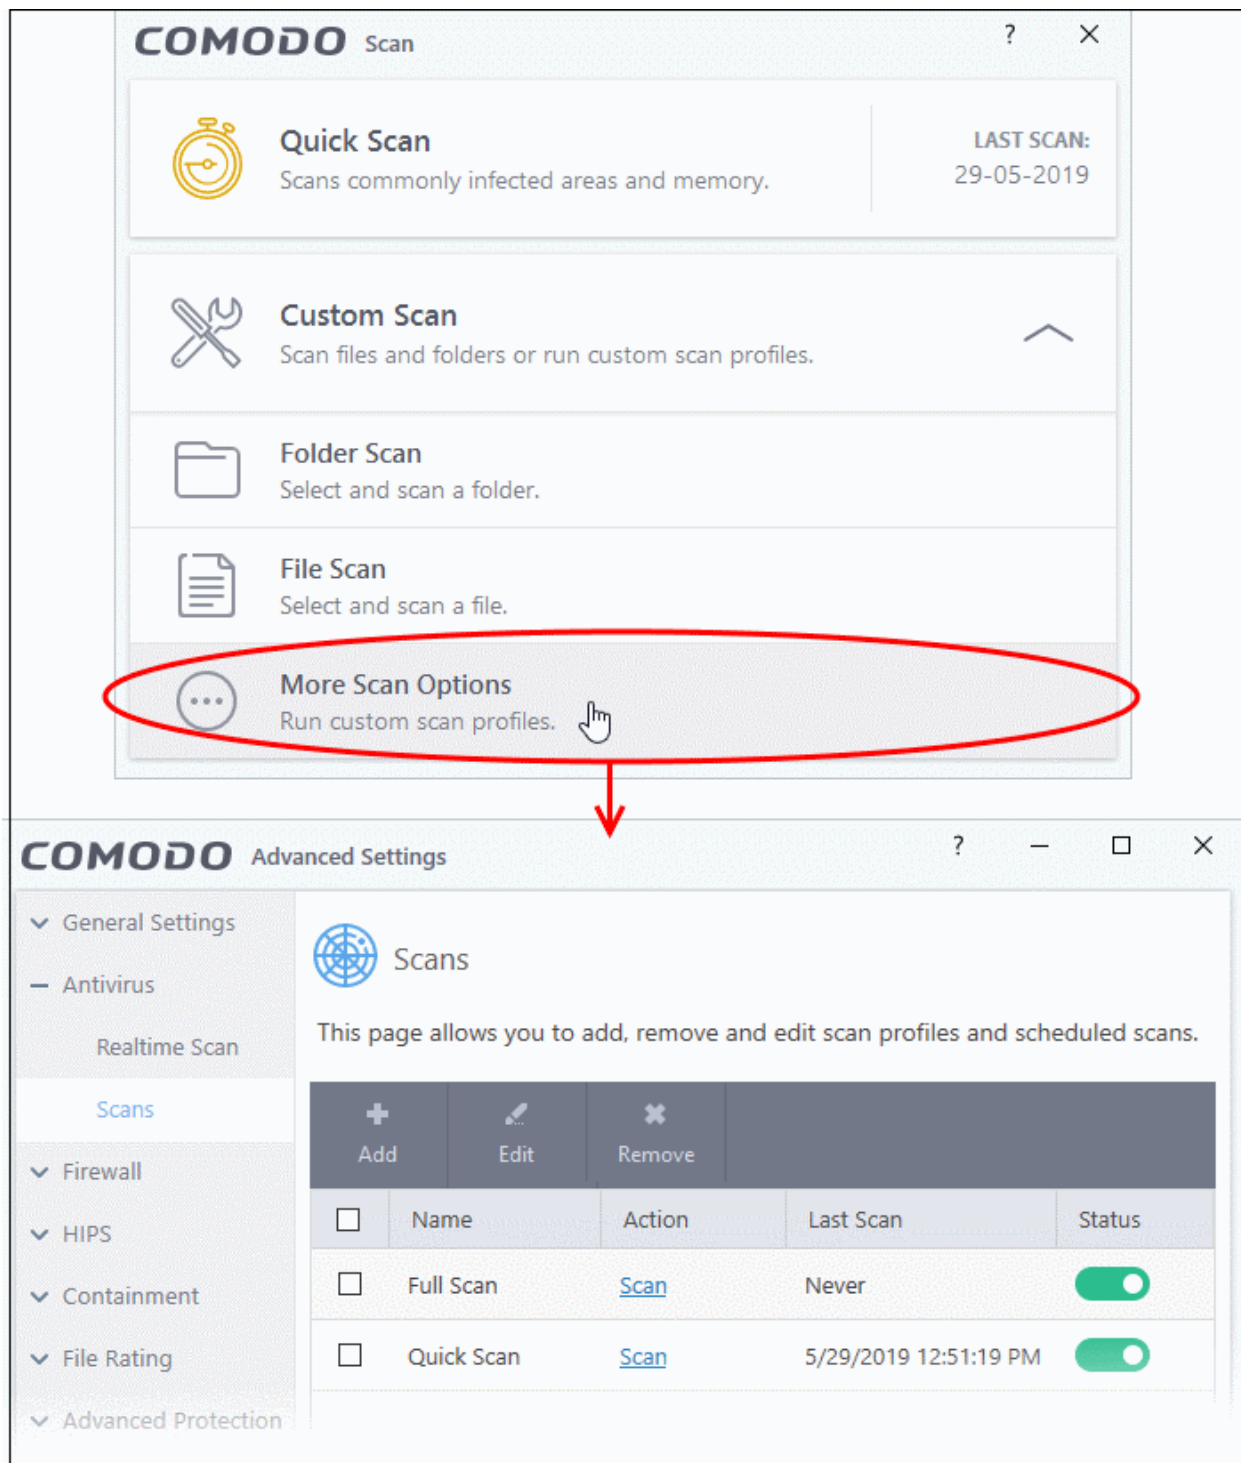 COMODO Scan ?
Quick Scan
Scans commonly infected areas and memory.
LAST SCAN:
29-05-2019
Custom Scan
Scan files and folders or run custom scan profiles.
Folder Scan
Select and scan a folder.
File Scan
Select and scan a file.
More Scan Options
Run custom scan profiles.
COMODO Advanced Settings ?
General Settings
Antivirus
Realtime Scan
Scans
Firewall
HIPS
Containment
File Rating
Advanced Protection
Scans
This page allows you to add, remove and edit scan profiles and scheduled scans.
Add Edit Remove
Name Action Last Scan Status
Full Scan Scan Never
Quick Scan Scan 5/29/2019 12:51:19 PM